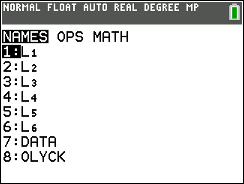 NORMAL FLOAT AUTO REAL DEGREE MP
NAMES OPS MATH
1:L₁
2:L₂
3:L₃
4:L₄
5:L₅
6:L₆
7:DATA
8:OLYCK